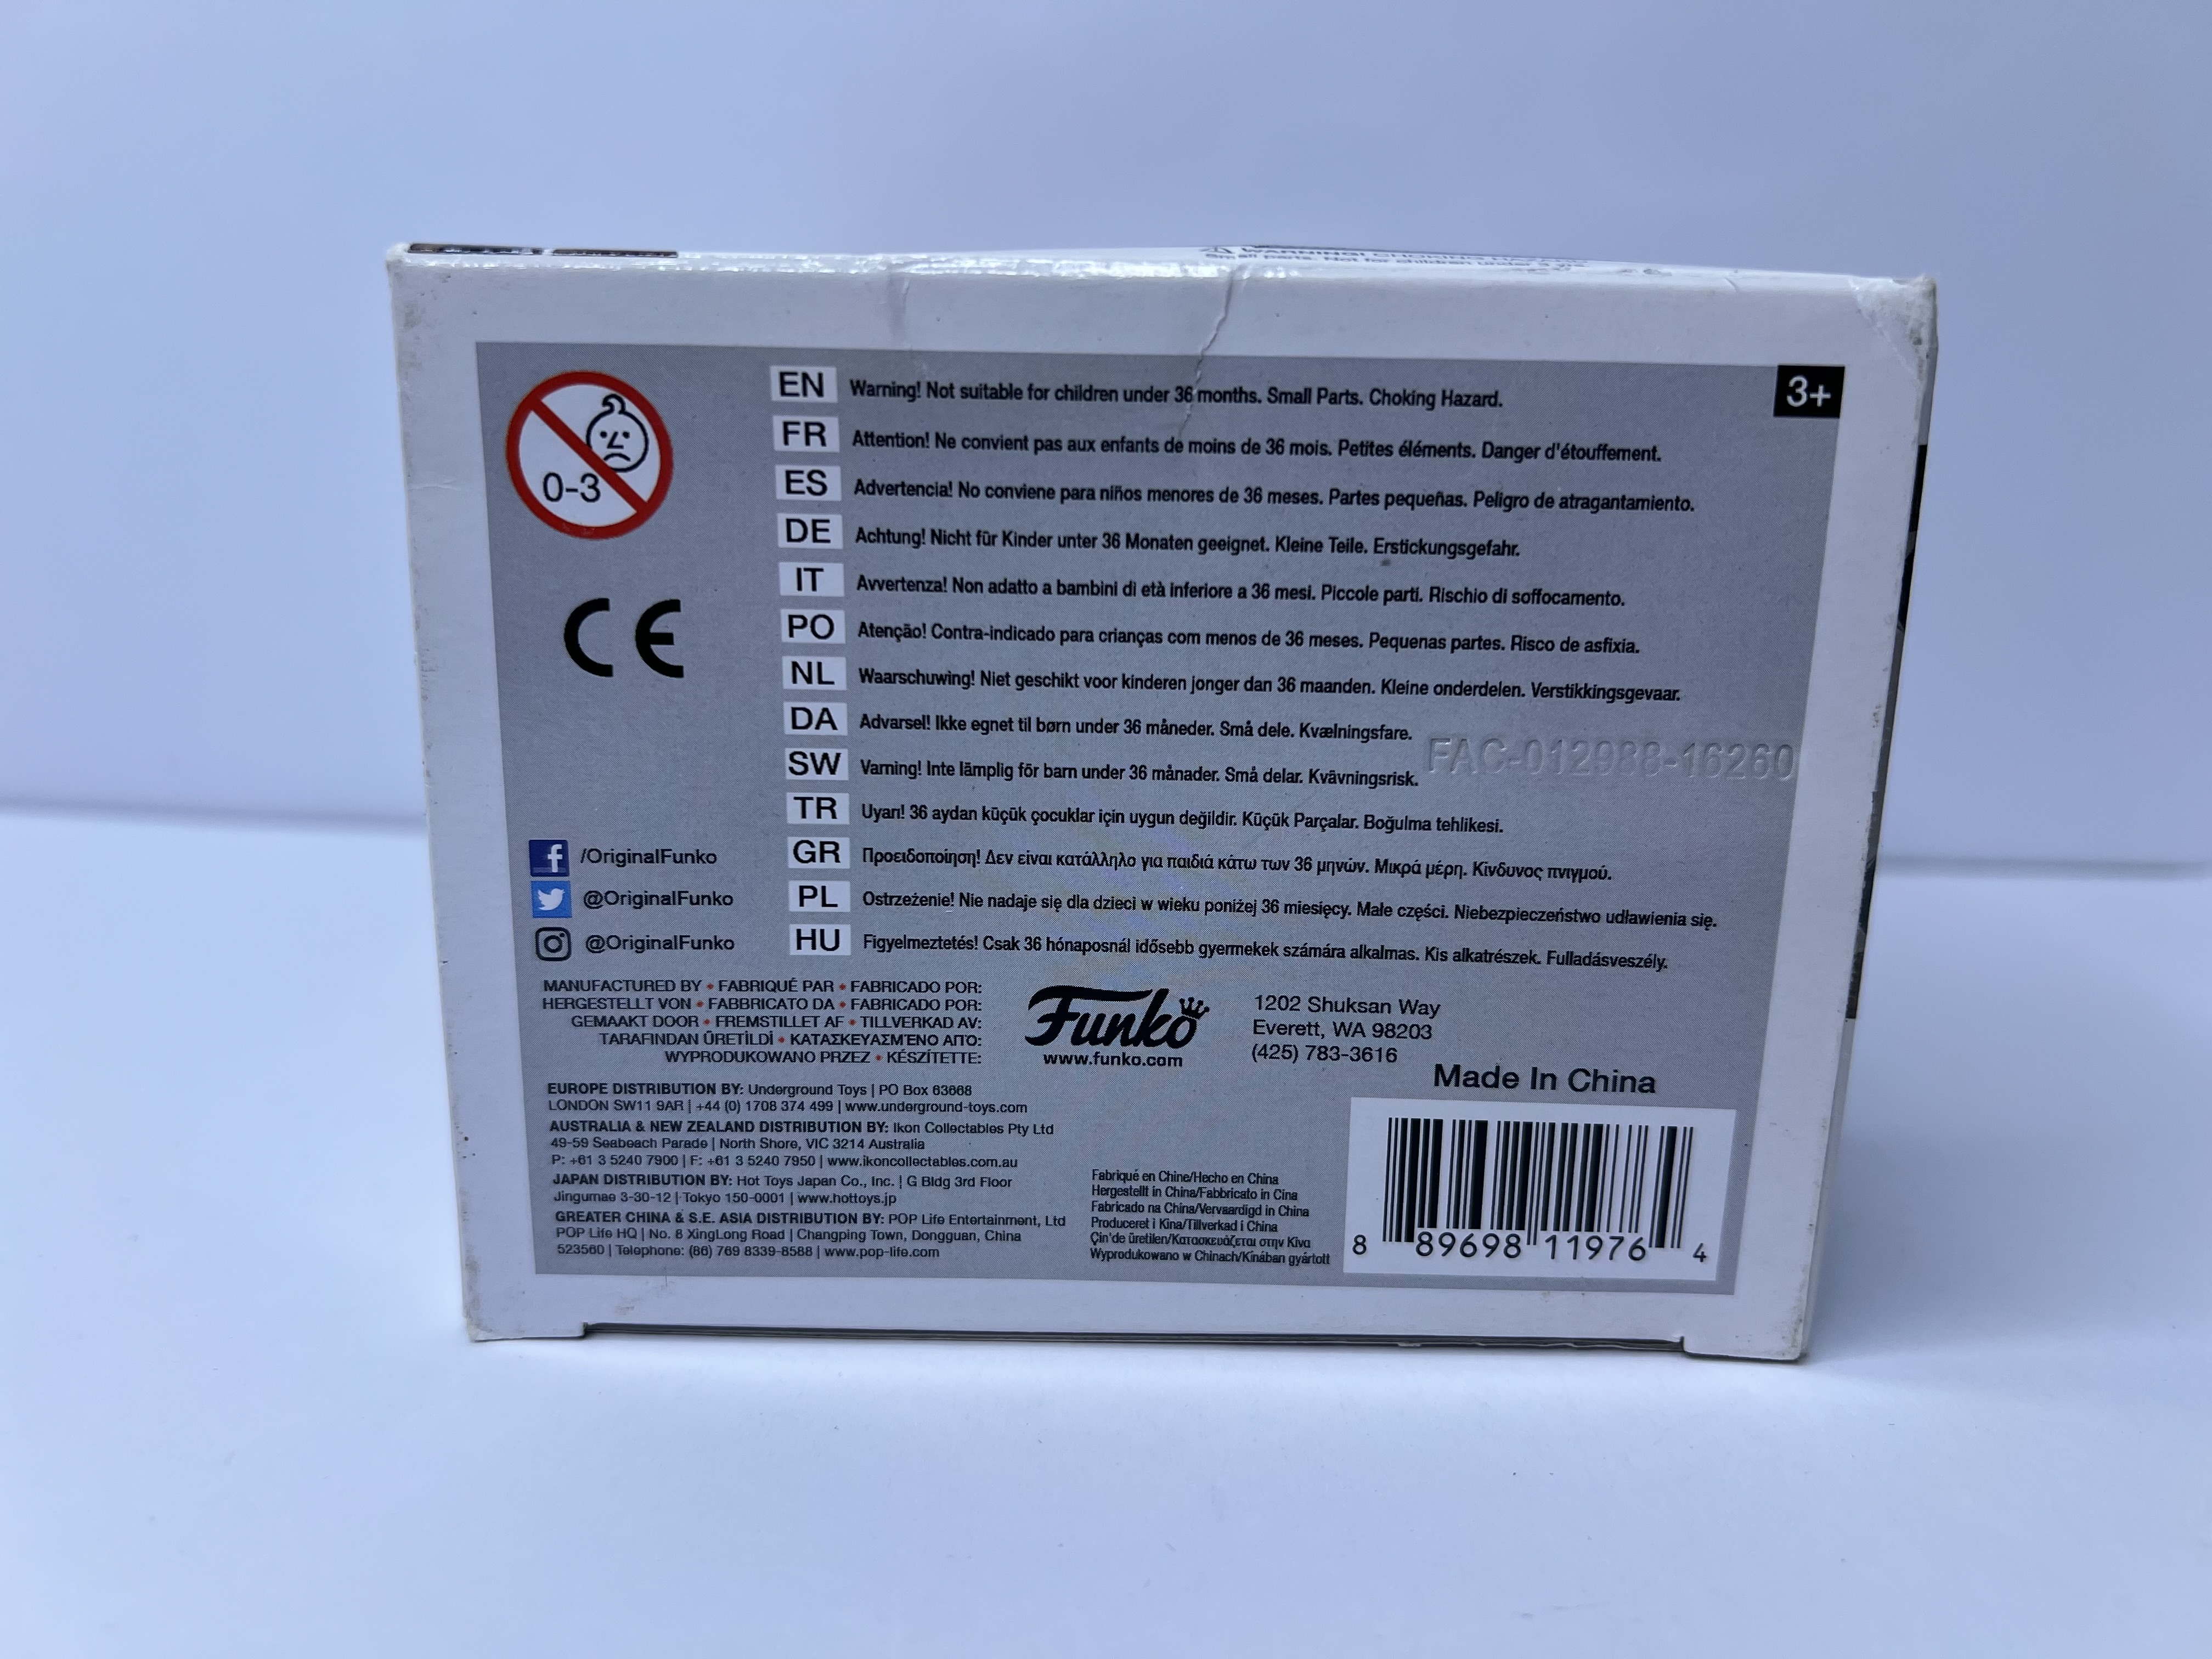 WARNING! CHOKING HAZARD
Small parts. Not for children under 3 yrs.
EN Warning! Not suitable for children under 36 months. Small Parts. Choking Hazard.
3+
FR Attention! Ne convient pas aux enfants de moins de 36 mois. Petites éléments. Danger d'étouffement.
ES Advertencia! No conviene para niños menores de 36 meses. Partes pequeñas. Peligro de atragantamiento.
0-3
DE Achtung! Nicht für Kinder unter 36 Monaten geeignet. Kleine Teile. Erstickungsgefahr.
IT Avvertenza! Non adatto a bambini di età inferiore a 36 mesi. Piccole parti. Rischio di soffocamento.
CE
PO Atenção! Contra-indicado para crianças com menos de 36 meses. Pequenas partes. Risco de asfixia.
NL Waarschuwing! Niet geschikt voor kinderen jonger dan 36 maanden. Kleine onderdelen. Verstikkingsgevaar.
DA Advarsel! Ikke egnet til børn under 36 måneder. Små dele. Kvælningsfare.
FAC-012988-16260
SW Varning! Inte lämplig för barn under 36 månader. Små delar. Kvävningsrisk.
TR Uyarı! 36 aydan küçük çocuklar için uygun değildir. Küçük Parçalar. Boğulma tehlikesi.
GR Προειδοποίηση! Δεν είναι κατάλληλο για παιδιά κάτω των 36 μηνών. Μικρά μέρη. Κίνδυνος πνιγμού.
PL Ostrzeżenie! Nie nadaje się dla dzieci w wieku poniżej 36 miesięcy. Małe części. Niebezpieczeństwo udławienia się.
HU Figyelmeztetés! Csak 36 hónaposnál idősebb gyermekek számára alkalmas. Kis alkatrészek. Fulladásveszély.
f /OriginalFunko
@OriginalFunko
@OriginalFunko
MANUFACTURED BY • FABRIQUÉ PAR • FABRICADO POR:
HERGESTELLT VON • FABBRICATO DA • FABRICADO POR:
GEMAAKT DOOR • FREMSTILLET AF • TILLVERKAD AV:
TARAFINDAN ÜRETİLDİ • ΚΑΤΑΣΚΕΥΑΣΜΈΝΟ ΑΠΌ:
WYPRODUKOWANO PRZEZ • KÉSZÍTETTE:
Funko
www.funko.com
1202 Shuksan Way
Everett, WA 98203
(425) 783-3616
Made In China
EUROPE DISTRIBUTION BY: Underground Toys | PO Box 63668
LONDON SW11 9AR | +44 (0) 1708 374 499 | www.underground-toys.com
AUSTRALIA & NEW ZEALAND DISTRIBUTION BY: Ikon Collectables Pty Ltd
49-59 Seabeach Parade | North Shore, VIC 3214 Australia
P: +61 3 5240 7900 | F: +61 3 5240 7950 | www.ikoncollectables.com.au
JAPAN DISTRIBUTION BY: Hot Toys Japan Co., Inc. | G Bldg 3rd Floor
Jingumae 3-30-12 | Tokyo 150-0001 | www.hottoys.jp
GREATER CHINA & S.E. ASIA DISTRIBUTION BY: POP Life Entertainment, Ltd
POP Life HQ | No. 8 XingLong Road | Changping Town, Dongguan, China
523560 | Telephone: (86) 769 8339-8588 | www.pop-life.com
Fabriqué en Chine/Hecho en China
Hergestellt in China/Fabbricato in Cina
Fabricado na China/Vervaardigd in China
Produceret i Kina/Tillverkad i China
Çin'de üretilen/Κατασκευάζεται στην Κίνα
Wyprodukowano w Chinach/Kínában gyártott
8 89698 11976 4